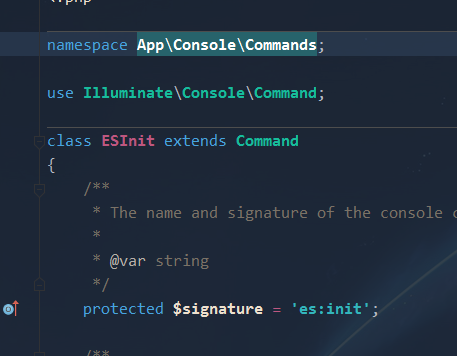 <?php
namespace App\Console\Commands;
use Illuminate\Console\Command;
class ESInit extends Command
{
/**
* The name and signature of the console
*
* @var string
*/
protected $signature = 'es:init';
/**